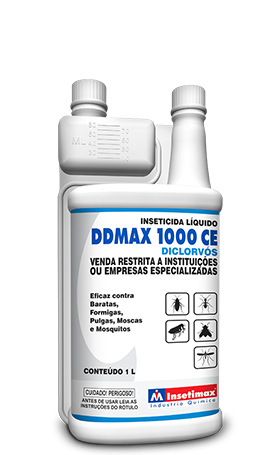 ML
INSETICIDA LÍQUIDO
DDMAX 1000 CE
DICLORVÓS
VENDA RESTRITA A INSTITUIÇÕES
OU EMPRESAS ESPECIALIZADAS
Eficaz contra
Baratas,
Formigas,
Pulgas, Moscas
e Mosquitos
CONTEÚDO 1 L
CUIDADO! PERIGOSO!
ANTES DE USAR LEIA AS
INSTRUÇÕES DO RÓTULO
Insetimax
Indústria Química